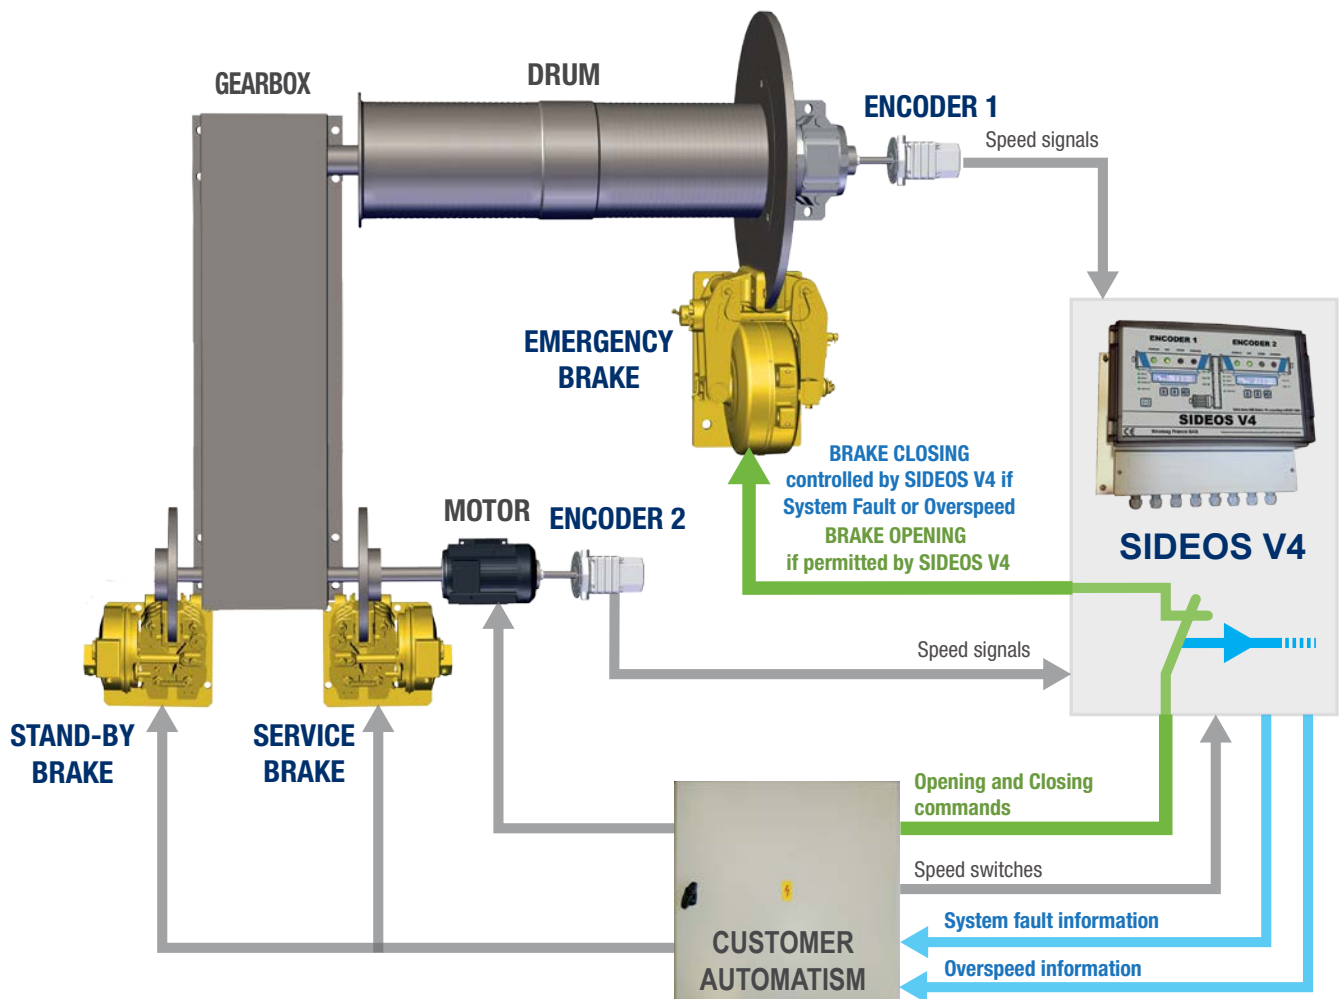 GEARBOX
DRUM
ENCODER 1
Speed signals
EMERGENCY
BRAKE
ENCODER 1
ENCODER 2
SIDEOS V4
BRAKE CLOSING
controlled by SIDEOS V4 if
System Fault or Overspeed
BRAKE OPENING
if permitted by SIDEOS V4
SIDEOS V4
MOTOR
ENCODER 2
Speed signals
STAND-BY
BRAKE
SERVICE
BRAKE
Opening and Closing
commands
Speed switches
System fault information
Overspeed information
CUSTOMER
AUTOMATISM